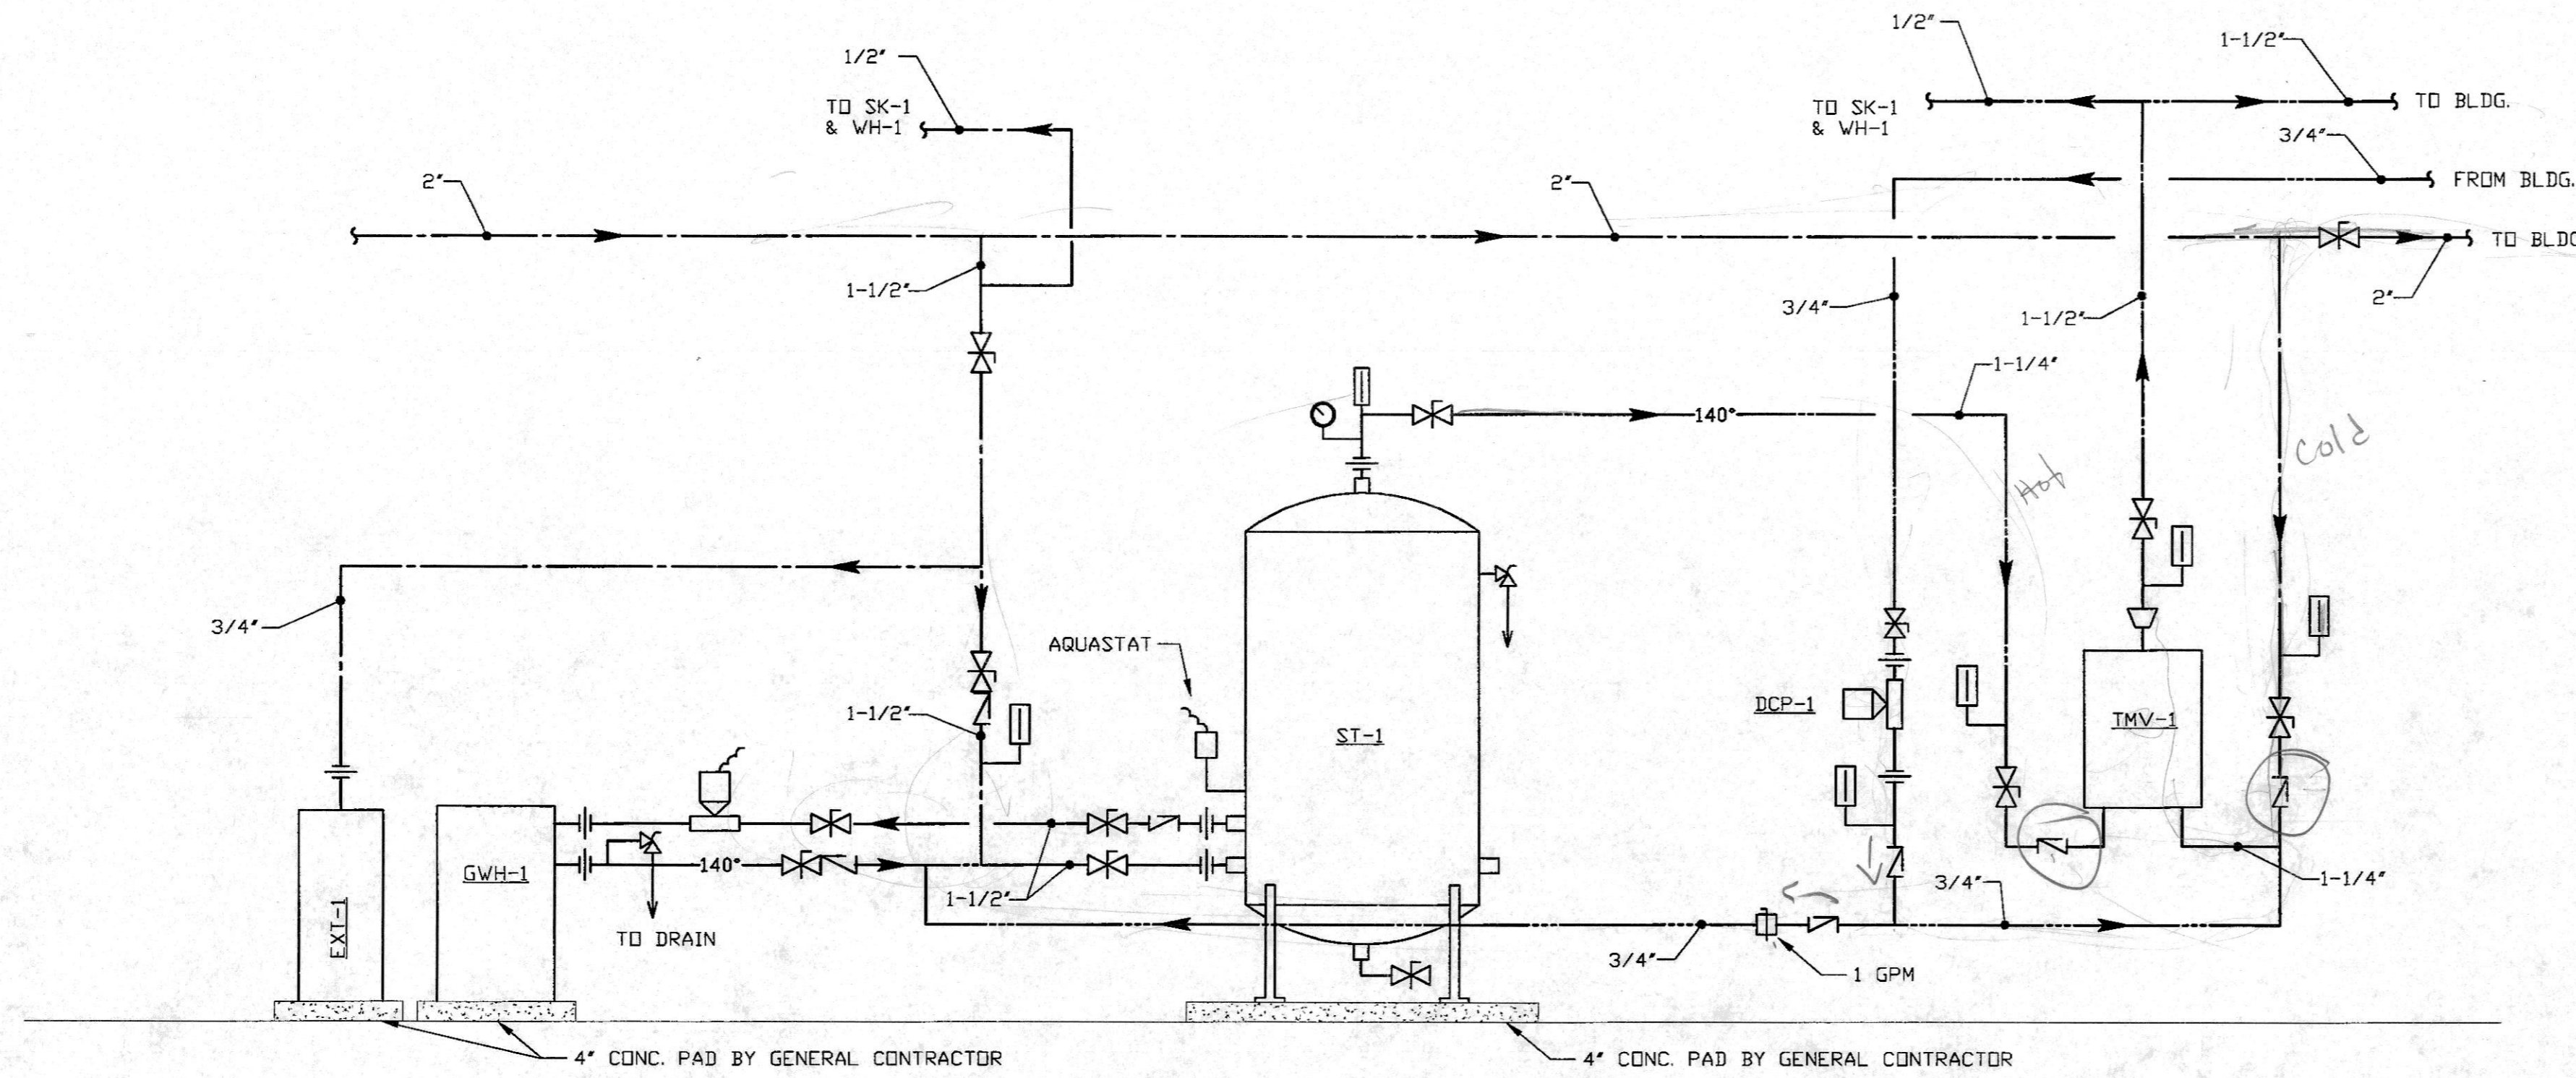 1/2"
1-1/2"
1/2"
TO SK-1
& WH-1
TO SK-1
& WH-1
TO BLDG.
3/4"
FROM BLDG.
2"
2"
TO BLDG
1-1/2"
3/4"
1-1/2"
2"
1-1/4"
140°
Cold
Hot
3/4"
AQUASTAT
1-1/2"
DCP-1
ST-1
TMV-1
GWH-1
140°
1-1/2"
3/4"
1-1/4"
EXT-1
TO DRAIN
3/4"
1 GPM
4" CONC. PAD BY GENERAL CONTRACTOR
4" CONC. PAD BY GENERAL CONTRACTOR